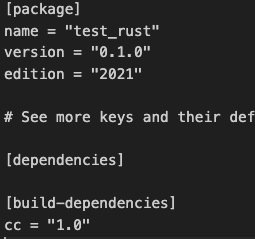 [package]
name = "test_rust"
version = "0.1.0"
edition = "2021"
# See more keys and their def
[dependencies]
[build-dependencies]
cc = "1.0"